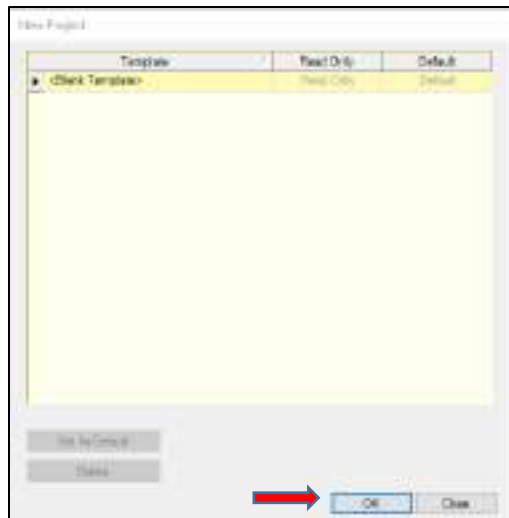 New Project
Template Read Only Default
<Blank Template> Read Only Default
Set As Default
Delete
OK Close